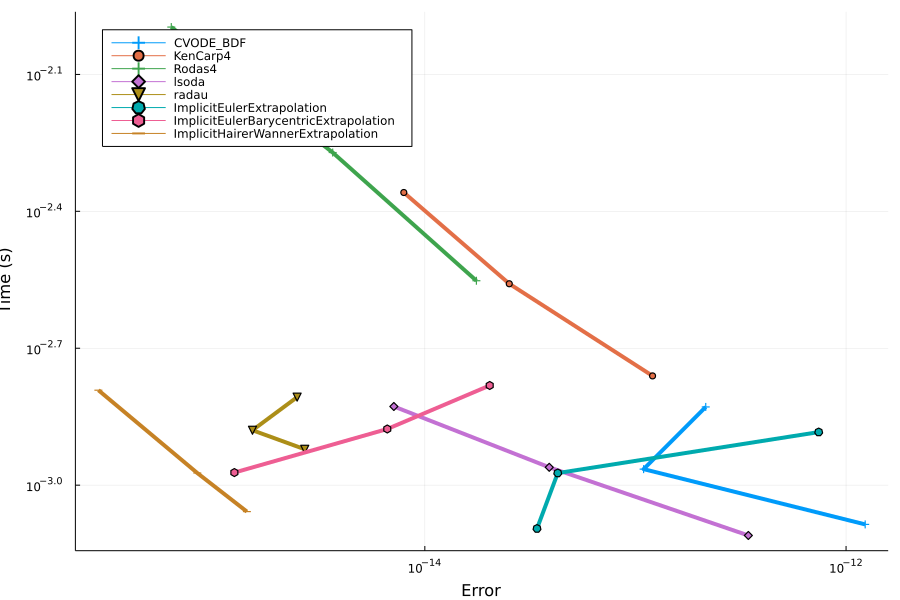 CVODE_BDF
KenCarp4
Rodas4
lsoda
radau
ImplicitEulerExtrapolation
ImplicitEulerBarycentricExtrapolation
ImplicitHairerWannerExtrapolation
10^-2.1
10^-2.4
10^-2.7
10^-3.0
Time (s)
10^-14
10^-12
Error